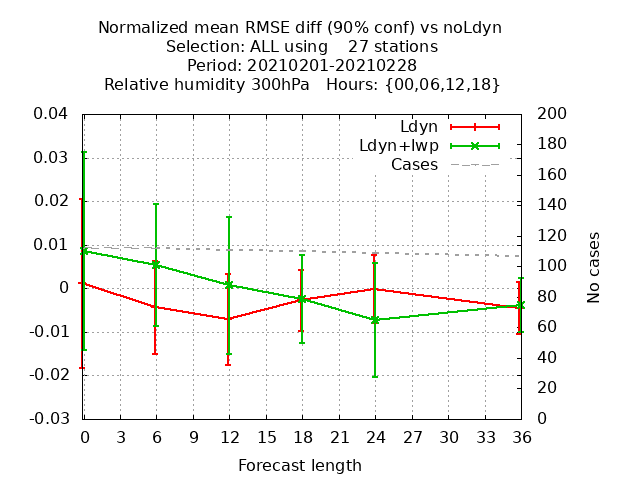 Normalized mean RMSE diff (90% conf) vs noLdyn
Selection: ALL using    27 stations
Period: 20210201-20210228
Relative humidity 300hPa   Hours: {00,06,12,18}
0.04
0.03
0.02
0.01
0
-0.01
-0.02
-0.03
200
180
160
140
120
100
80
60
40
20
0
Ldyn
Ldyn+lwp
Cases
No cases
0 3 6 9 12 15 18 21 24 27 30 33 36
Forecast length